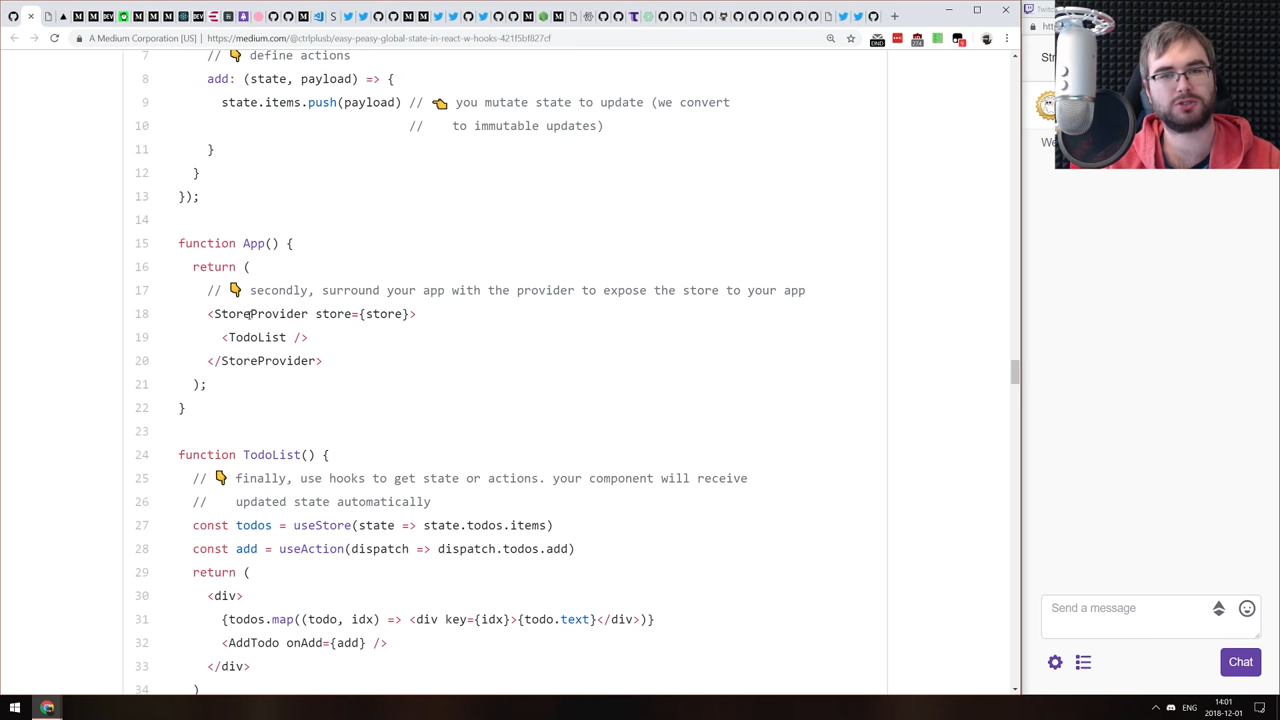 A Medium Corporation [US] | https://medium.com/@ctrlplusb/easy-peasy-global-state-in-react-w-hooks-421f5bf827cf
DND
274
Twitch
htt
Str
We
7 // 👇 define actions
8 add: (state, payload) => {
9 state.items.push(payload) // 👈 you mutate state to update (we convert
10 // to immutable updates)
11 }
12 }
13 });
14
15 function App() {
16 return (
17 // 👇 secondly, surround your app with the provider to expose the store to your app
18 <StoreProvider store={store}>
19 <TodoList />
20 </StoreProvider>
21 );
22 }
23
24 function TodoList() {
25 // 👇 finally, use hooks to get state or actions. your component will receive
26 // updated state automatically
27 const todos = useStore(state => state.todos.items)
28 const add = useAction(dispatch => dispatch.todos.add)
29 return (
30 <div>
31 {todos.map((todo, idx) => <div key={idx}>{todo.text}</div>)}
32 <AddTodo onAdd={add} />
33 </div>
34 )
Send a message
Chat
ENG
14:01
2018-12-01